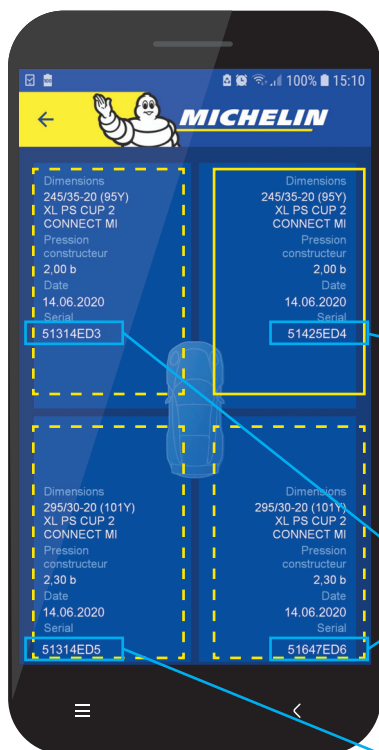 100% 15:10
MICHELIN
Dimensions
245/35-20 (95Y)
XL PS CUP 2
CONNECT MI
Pression
constructeur
2,00 b
Date
14.06.2020
Serial
51314ED3
Dimensions
245/35-20 (95Y)
XL PS CUP 2
CONNECT MI
Pression
constructeur
2,00 b
Date
14.06.2020
Serial
51425ED4
Dimensions
295/30-20 (101Y)
XL PS CUP 2
CONNECT MI
Pression
constructeur
2,30 b
Date
14.06.2020
Serial
51314ED5
Dimensions
295/30-20 (101Y)
XL PS CUP 2
CONNECT MI
Pression
constructeur
2,30 b
Date
14.06.2020
Serial
51647ED6